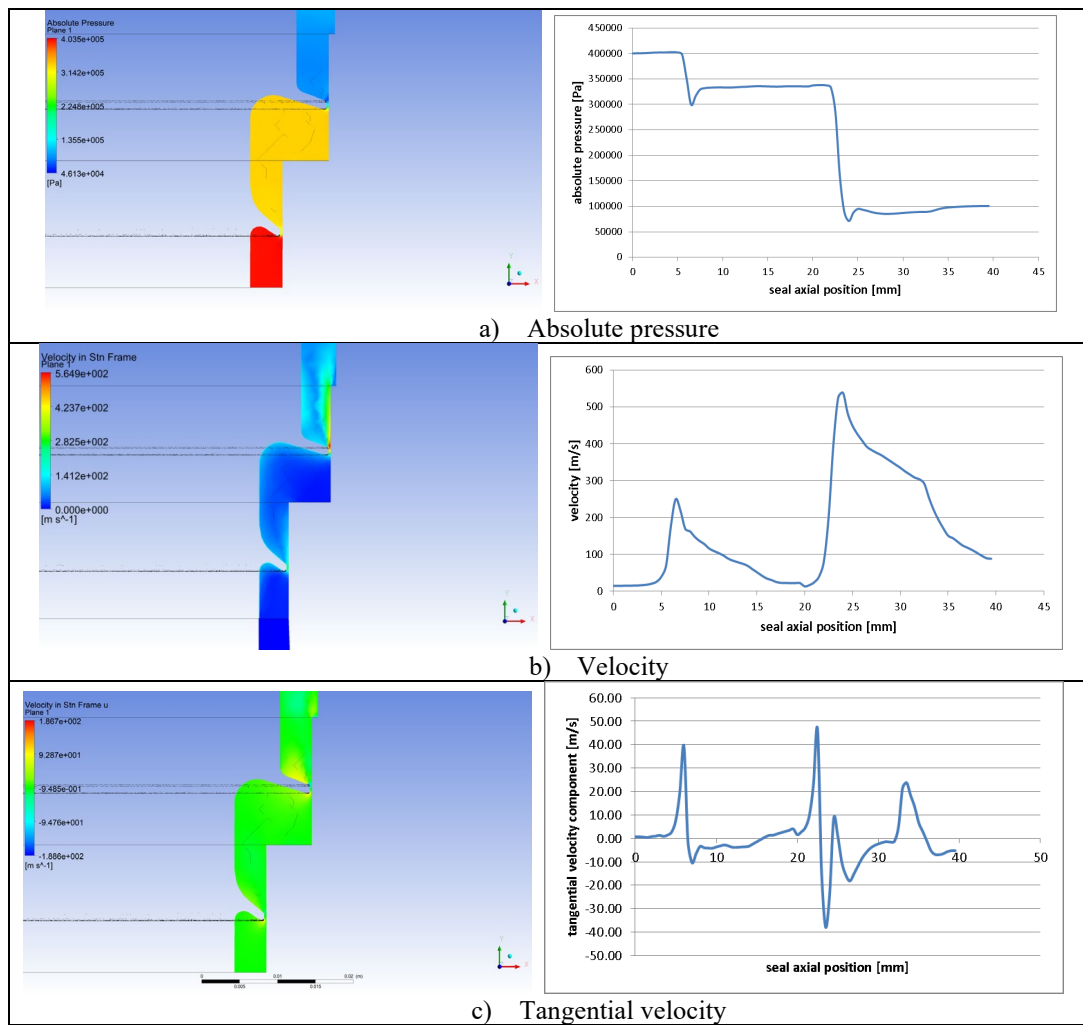 Absolute Pressure
Plane 1
4.035e+005
3.142e+005
2.248e+005
1.355e+005
4.613e+004
[Pa]
Y
X
absolute pressure [Pa]
450000
400000
350000
300000
250000
200000
150000
100000
50000
0
0 5 10 15 20 25 30 35 40 45
seal axial position [mm]
a) Absolute pressure
Velocity in Stn Frame
Plane 1
5.649e+002
4.237e+002
2.825e+002
1.412e+002
0.000e+000
[m s^-1]
Y
X
velocity [m/s]
600
500
400
300
200
100
0
0 5 10 15 20 25 30 35 40 45
seal axial position [mm]
b) Velocity
Velocity in Stn Frame u
Plane 1
1.867e+002
9.287e+001
-9.485e-001
-9.476e+001
-1.886e+002
[m s^-1]
Y
X
0 0.01 0.02 (m)
0.005 0.015
tangential velocity component [m/s]
60.00
50.00
40.00
30.00
20.00
10.00
0.00
-10.00
-20.00
-30.00
-40.00
-50.00
0 10 20 30 40 50
seal axial position [mm]
c) Tangential velocity